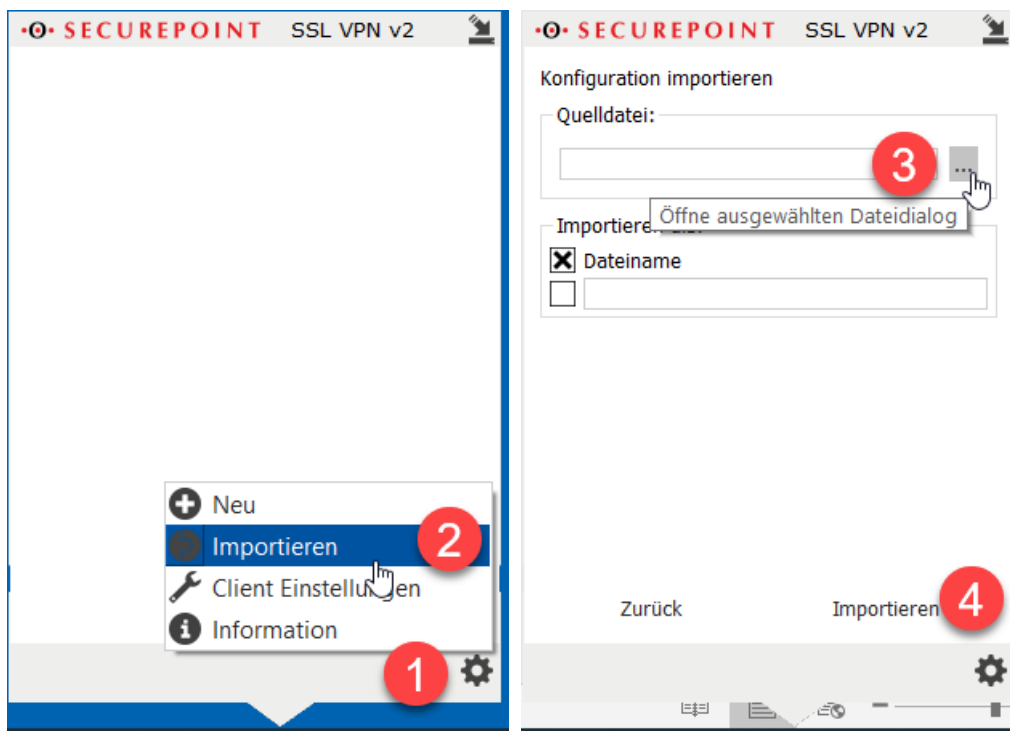 SECUREPOINT SSL VPN v2
Neu
Importieren
2
Client Einstellungen
Information
1
SECUREPOINT SSL VPN v2
Konfiguration importieren
Quelldatei:
3
...
Öffne ausgewählten Dateidialog
Importieren
Dateiname
Zurück
Importieren
4